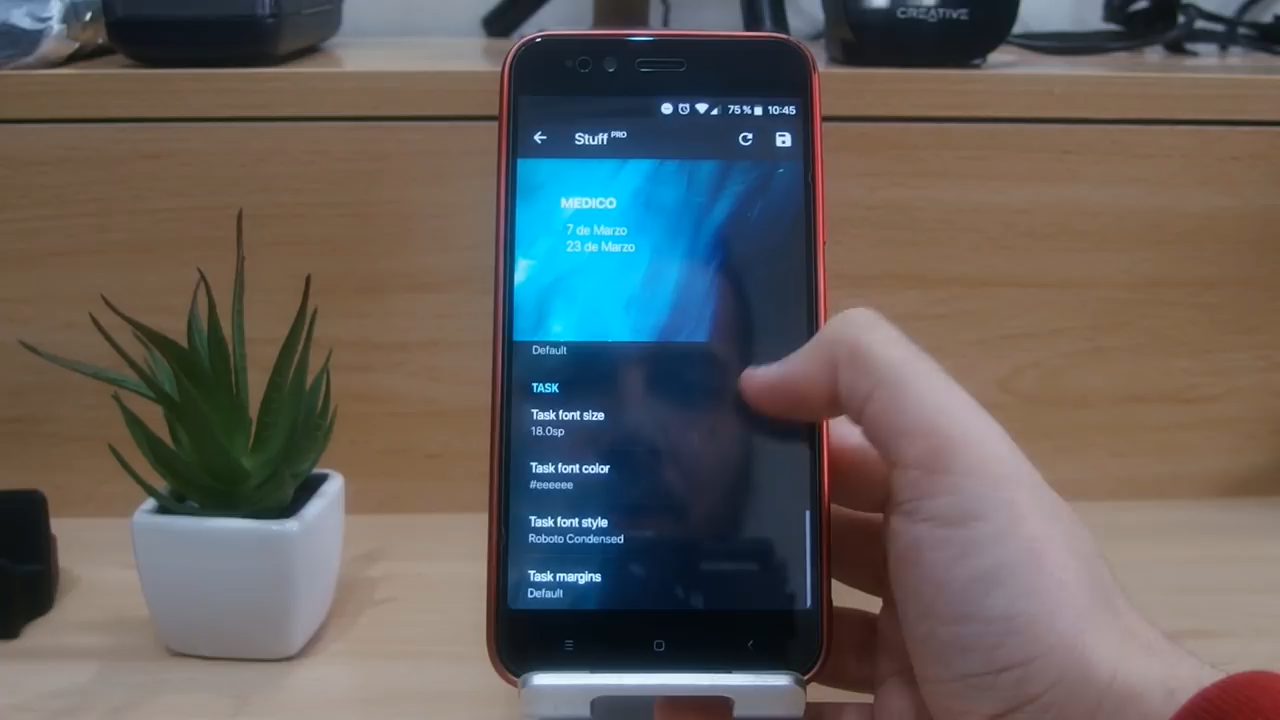 CREATIVE
75% 10:45
Stuff PRO
MEDICO
7 de Marzo
23 de Marzo
Default
TASK
Task font size
18.0sp
Task font color
#eeeeee
Task font style
Roboto Condensed
Task margins
Default